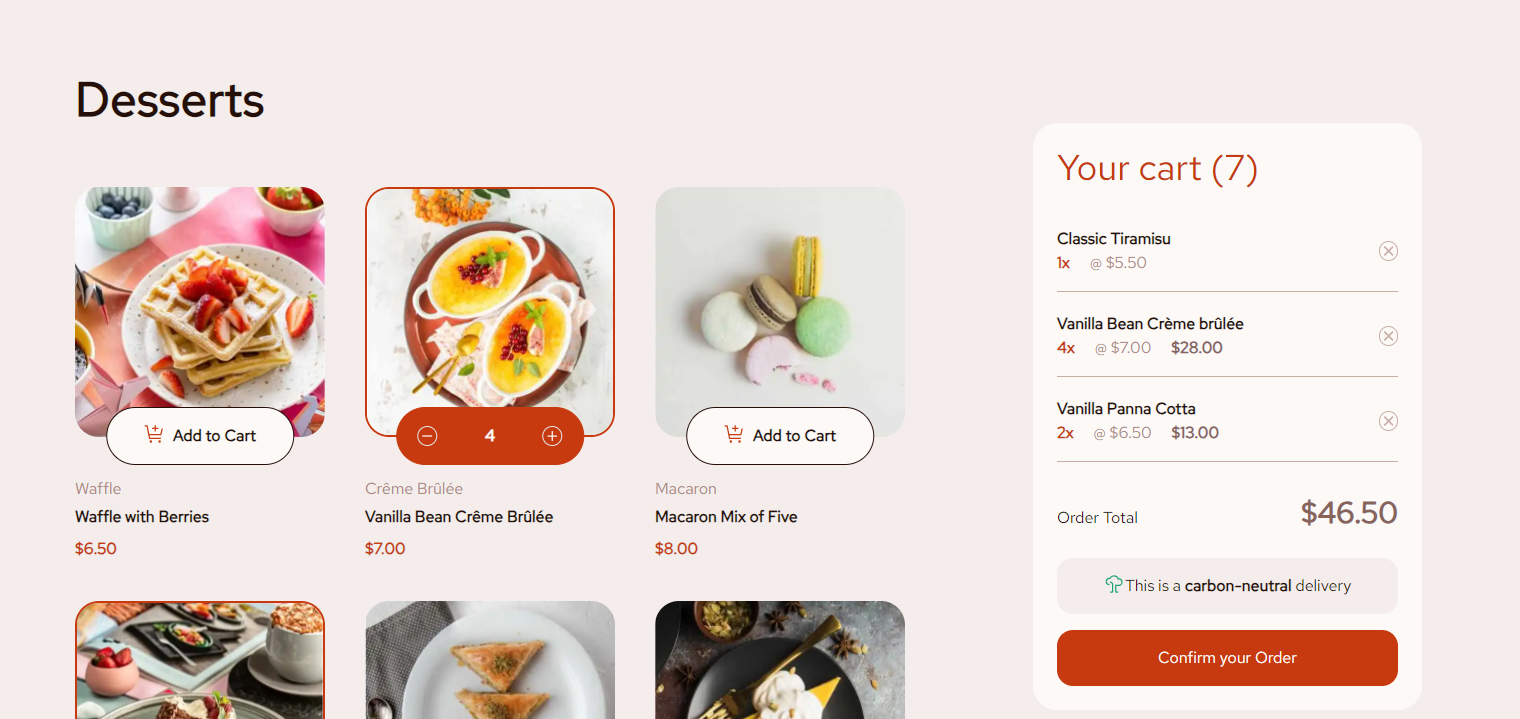 Desserts
Add to Cart
4
Add to Cart
Waffle
Waffle with Berries
$6.50
Crême Brûlée
Vanilla Bean Crême Brûlée
$7.00
Macaron
Macaron Mix of Five
$8.00
Your cart (7)
Classic Tiramisu
1x @ $5.50
Vanilla Bean Crème brûlée
4x @ $7.00 $28.00
Vanilla Panna Cotta
2x @ $6.50 $13.00
Order Total $46.50
This is a carbon-neutral delivery
Confirm your Order